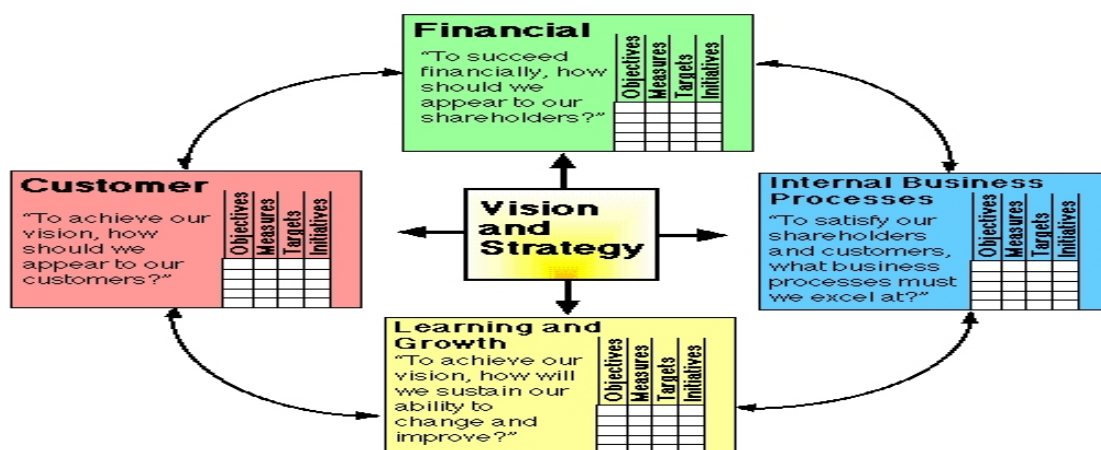 Financial
“To succeed
financially, how
should we
appear to our
shareholders?”
Objectives
Measures
Targets
Initiatives
Customer
“To achieve our
vision, how
should we
appear to our
customers?”
Objectives
Measures
Targets
Initiatives
Vision
and
Strategy
Internal Business
Processes
“To satisfy our
shareholders
and customers,
what business
processes must
we excel at?”
Objectives
Measures
Targets
Initiatives
Learning and
Growth
“To achieve our
vision, how will
we sustain our
ability to
change and
improve?”
Objectives
Measures
Targets
Initiatives